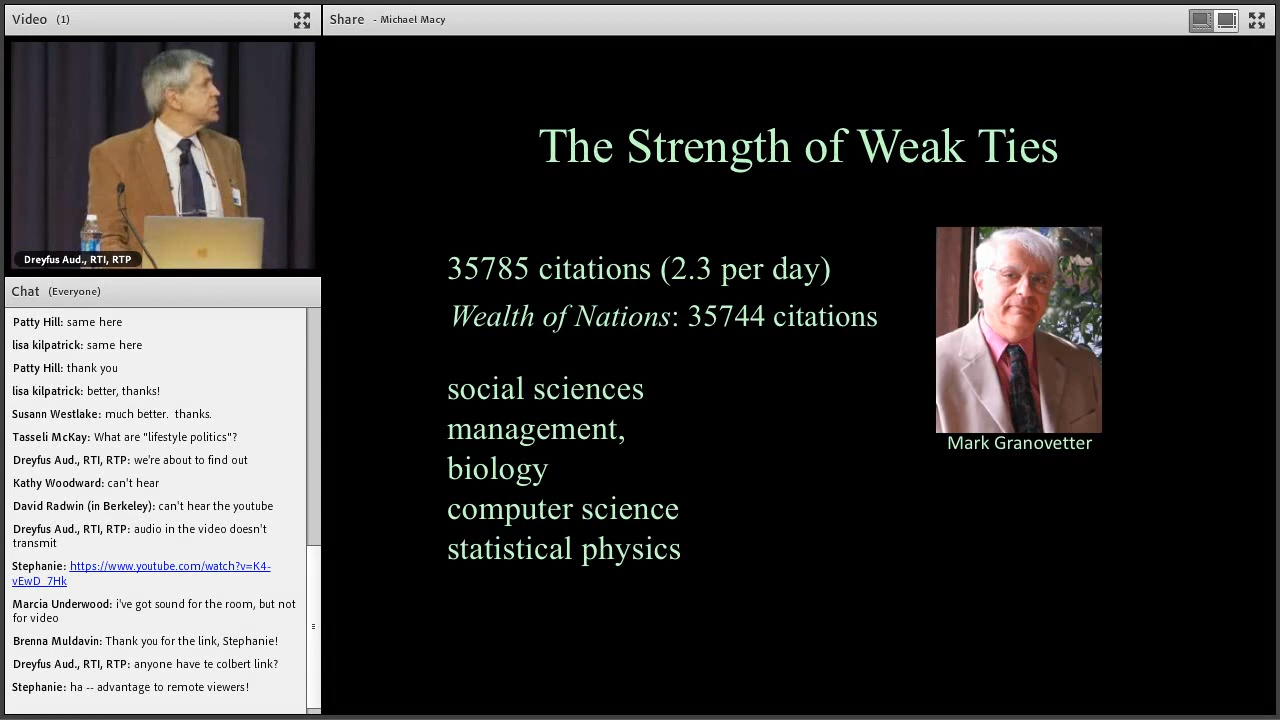 Video (1)
Share - Michael Macy
Dreyfus Aud., RTI, RTP
Chat (Everyone)
Patty Hill: same here
lisa kilpatrick: same here
Patty Hill: thank you
lisa kilpatrick: better, thanks!
Susann Westlake: much better. thanks.
Tasseli McKay: What are "lifestyle politics"?
Dreyfus Aud., RTI, RTP: we're about to find out
Kathy Woodward: can't hear
David Radwin (in Berkeley): can't hear the youtube
Dreyfus Aud., RTI, RTP: audio in the video doesn't
transmit
Stephanie: https://www.youtube.com/watch?v=K4-
vEwD_7Hk
Marcia Underwood: i've got sound for the room, but not
for video
Brenna Muldavin: Thank you for the link, Stephanie!
Dreyfus Aud., RTI, RTP: anyone have te colbert link?
Stephanie: ha -- advantage to remote viewers!
The Strength of Weak Ties
35785 citations (2.3 per day)
Wealth of Nations: 35744 citations
social sciences
management,
biology
computer science
statistical physics
Mark Granovetter